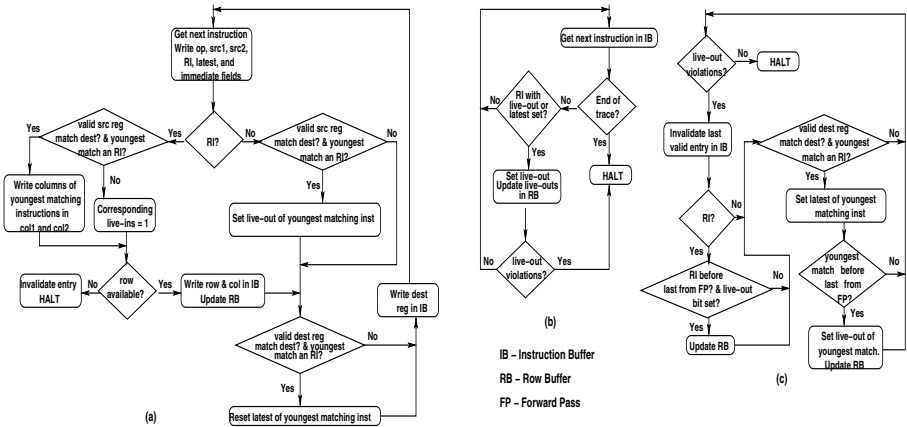 Get next instruction
Write op, src1, src2,
RI, latest, and
immediate fields
valid src reg
match dest? & youngest
match an RI?
Yes
Yes
RI?
No
valid src reg
match dest? & youngest
match an RI?
No
No
Yes
Write columns of
youngest matching
instructions in
col1 and col2
Corresponding
live-ins = 1
Set live-out of youngest matching inst
row
available?
No
Invalidate entry
HALT
Yes
Write row & col in IB
Update RB
Write dest
reg in IB
valid dest reg
match dest? & youngest
match an RI?
No
Yes
Reset latest of youngest matching inst
(a)
Get next instruction in IB
No
RI with
live-out or
latest set?
No
End of
trace?
Yes
Yes
Set live-out
Update live-outs
in RB
HALT
No
live-out
violations?
Yes
(b)
IB – Instruction Buffer
RB – Row Buffer
FP – Forward Pass
live-out
violations?
No
HALT
Yes
Invalidate last
valid entry in IB
valid dest reg
match dest? & youngest
match an RI?
No
Yes
RI?
No
Set latest of youngest
matching inst
Yes
RI before
last from FP? & live-out
bit set?
No
youngest
match before
last from
FP?
No
Yes
Yes
Update RB
Set live-out of
youngest match.
Update RB
(c)